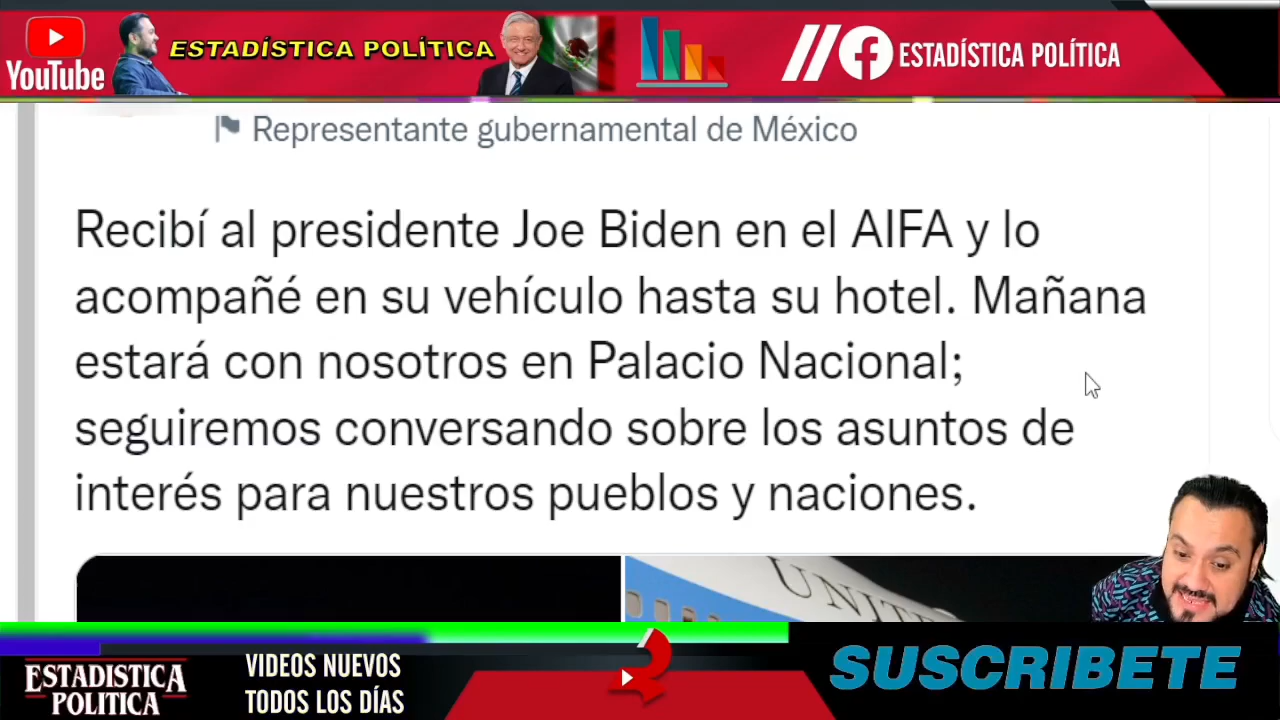 YouTube
ESTADÍSTICA POLÍTICA
ESTADÍSTICA POLÍTICA
Representante gubernamental de México
Recibí al presidente Joe Biden en el AIFA y lo
acompañé en su vehículo hasta su hotel. Mañana
estará con nosotros en Palacio Nacional;
seguiremos conversando sobre los asuntos de
interés para nuestros pueblos y naciones.
ESTADISTICA
POLITICA
VIDEOS NUEVOS
TODOS LOS DÍAS
SUSCRIBETE